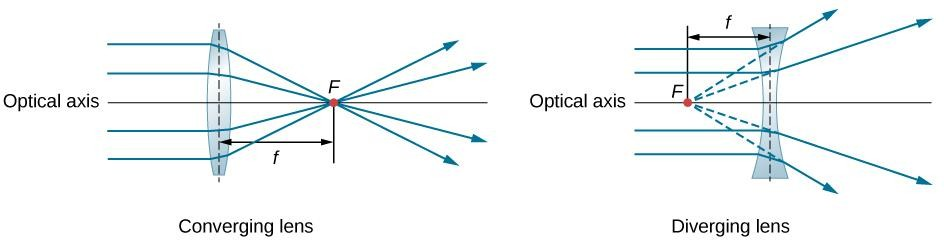 Optical axis
F
f
Converging lens
f
Optical axis
F
Diverging lens